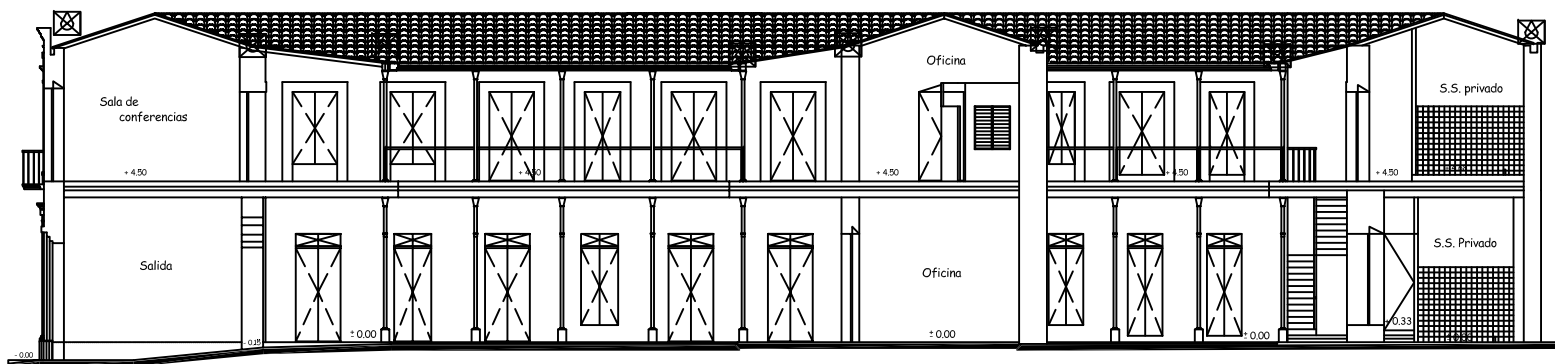 Oficina
S.S. privado
Sala de
conferencias
+ 4.50
+ 4.50
+ 4.50
+ 4.50
+ 4.50
S.S. Privado
Salida
Oficina
+ 0.33
± 0.00
± 0.00
± 0.00
- 0.15
- 0.00